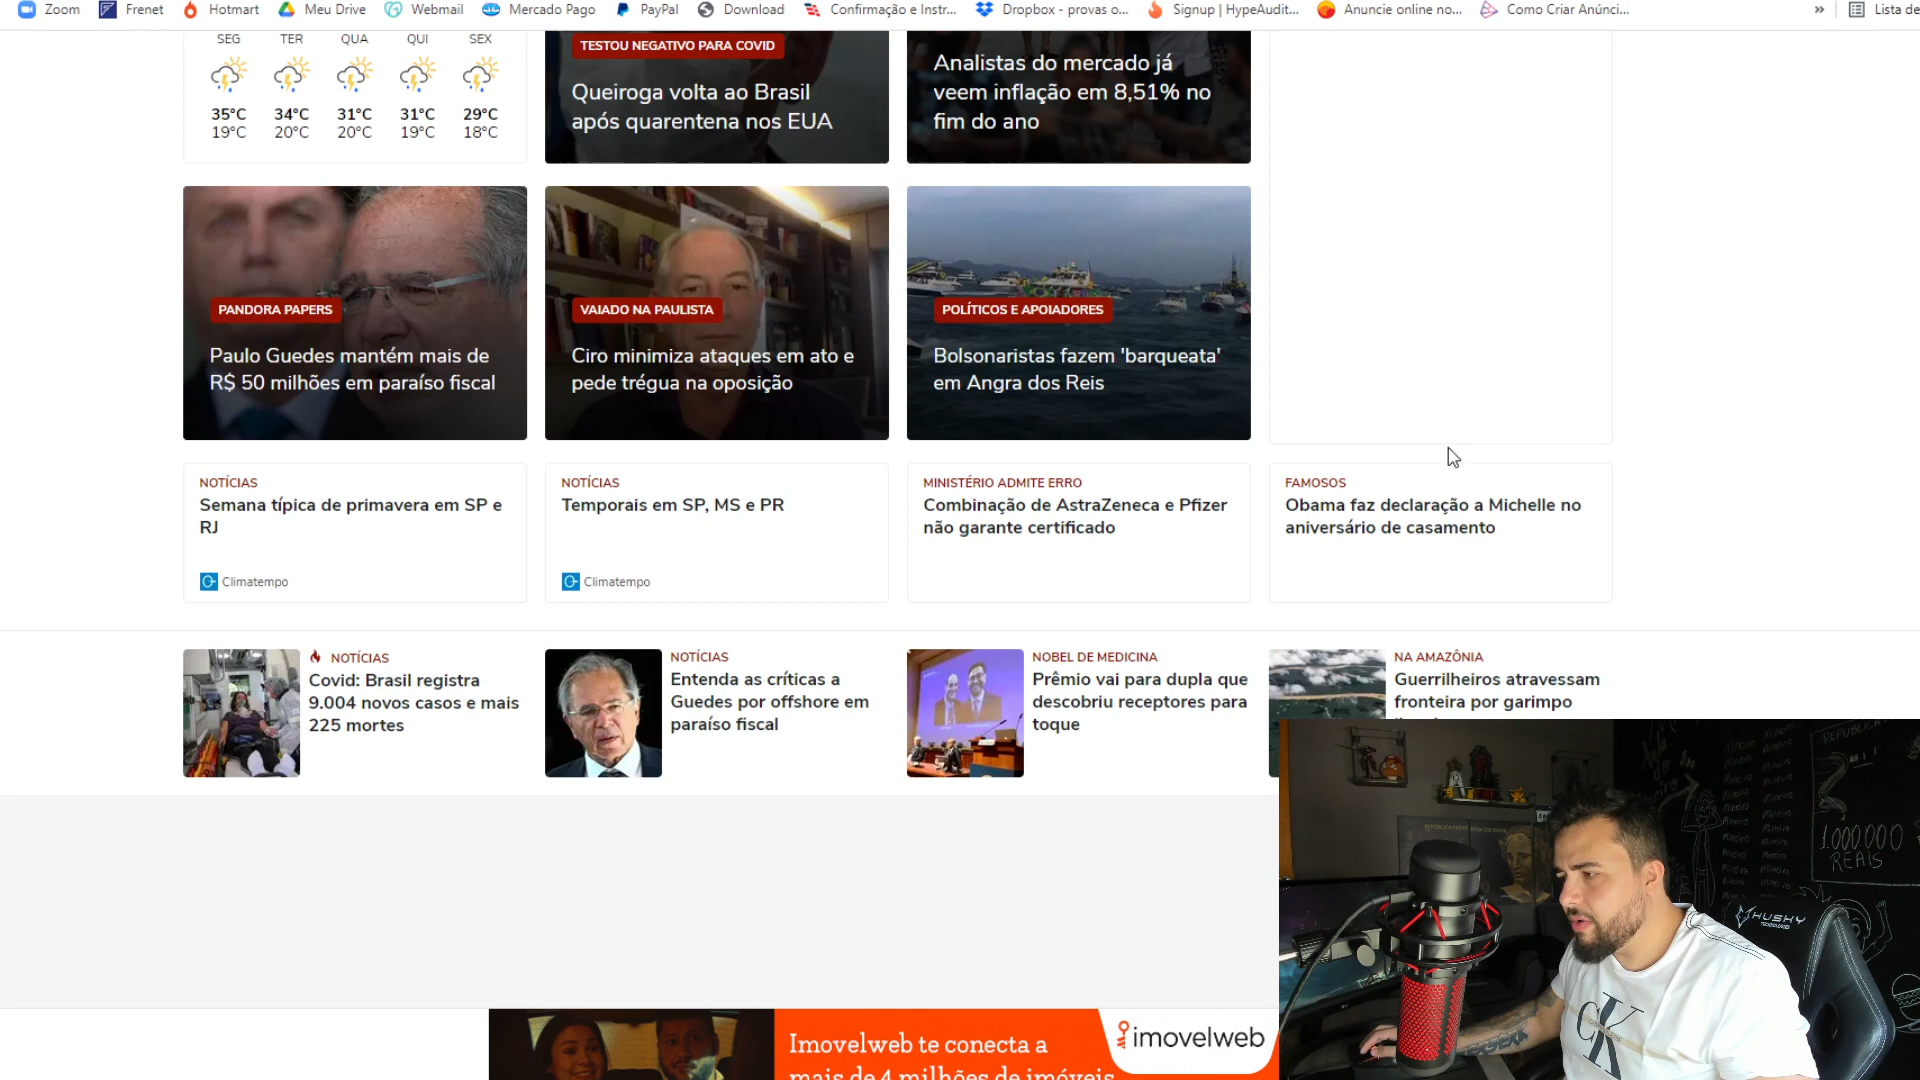 Zoom
Frenet
Hotmart
Meu Drive
Webmail
Mercado Pago
PayPal
Download
Confirmação e Instr...
Dropbox - provas o...
Signup | HypeAudit...
Anuncie online no...
Como Criar Anúnci...
»
Lista de
SEG TER QUA QUI SEX
35°C 34°C 31°C 31°C 29°C
19°C 20°C 20°C 19°C 18°C
TESTOU NEGATIVO PARA COVID
Queiroga volta ao Brasil
após quarentena nos EUA
Analistas do mercado já
veem inflação em 8,51% no
fim do ano
PANDORA PAPERS
Paulo Guedes mantém mais de
R$ 50 milhões em paraíso fiscal
VAIADO NA PAULISTA
Ciro minimiza ataques em ato e
pede trégua na oposição
POLÍTICOS E APOIADORES
Bolsonaristas fazem 'barqueata'
em Angra dos Reis
NOTÍCIAS
Semana típica de primavera em SP e
RJ
Climatempo
NOTÍCIAS
Temporais em SP, MS e PR
Climatempo
MINISTÉRIO ADMITE ERRO
Combinação de AstraZeneca e Pfizer
não garante certificado
FAMOSOS
Obama faz declaração a Michelle no
aniversário de casamento
NOTÍCIAS
Covid: Brasil registra
9.004 novos casos e mais
225 mortes
NOTÍCIAS
Entenda as críticas a
Guedes por offshore em
paraíso fiscal
NOBEL DE MEDICINA
Prêmio vai para dupla que
descobriu receptores para
toque
NA AMAZÔNIA
Guerrilheiros atravessam
fronteira por garimpo
Imovelweb te conecta a
mais de 4 milhões de imóveis
imovelweb
1.000.000
REAIS
HUSKY
CK